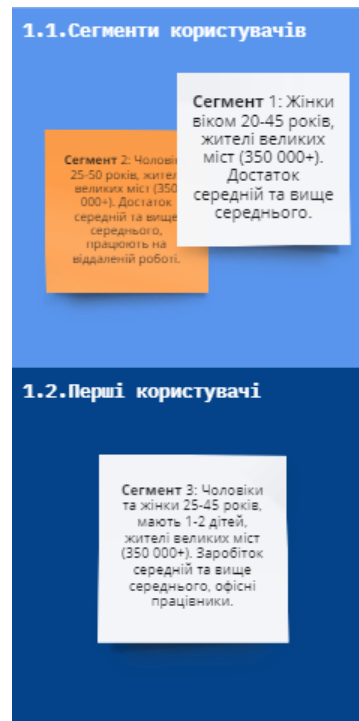 1.1.Сегменти користувачів
Сегмент 1: Жінки
віком 20-45 років,
жителі великих
міст (350 000+).
Достаток
середній та вище
середнього.
Сегмент 2:
25-50 років,
великих міст (350
000+). Достаток
середній та вище
середнього,
працюють на
віддаленій роботі.
1.2.Перші користувачі
Сегмент 3: Чоловіки
та жінки 25-45 років,
мають 1-2 дітей,
жителі великих міст
(350 000+). Заробіток
середній та вище
середнього, офісні
працівники.